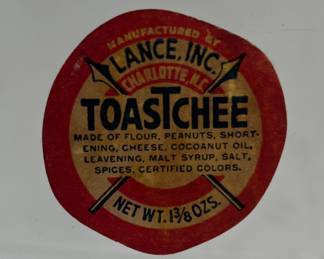 MANUFACTURED BY
LANCE, INC.
CHARLOTTE, N.C.
TOASTCHEE
MADE OF FLOUR, PEANUTS, SHORT-
ENING, CHEESE, COCOANUT OIL,
LEAVENING, MALT SYRUP, SALT,
SPICES, CERTIFIED COLORS.
NET WT. 1 3/8 OZS.